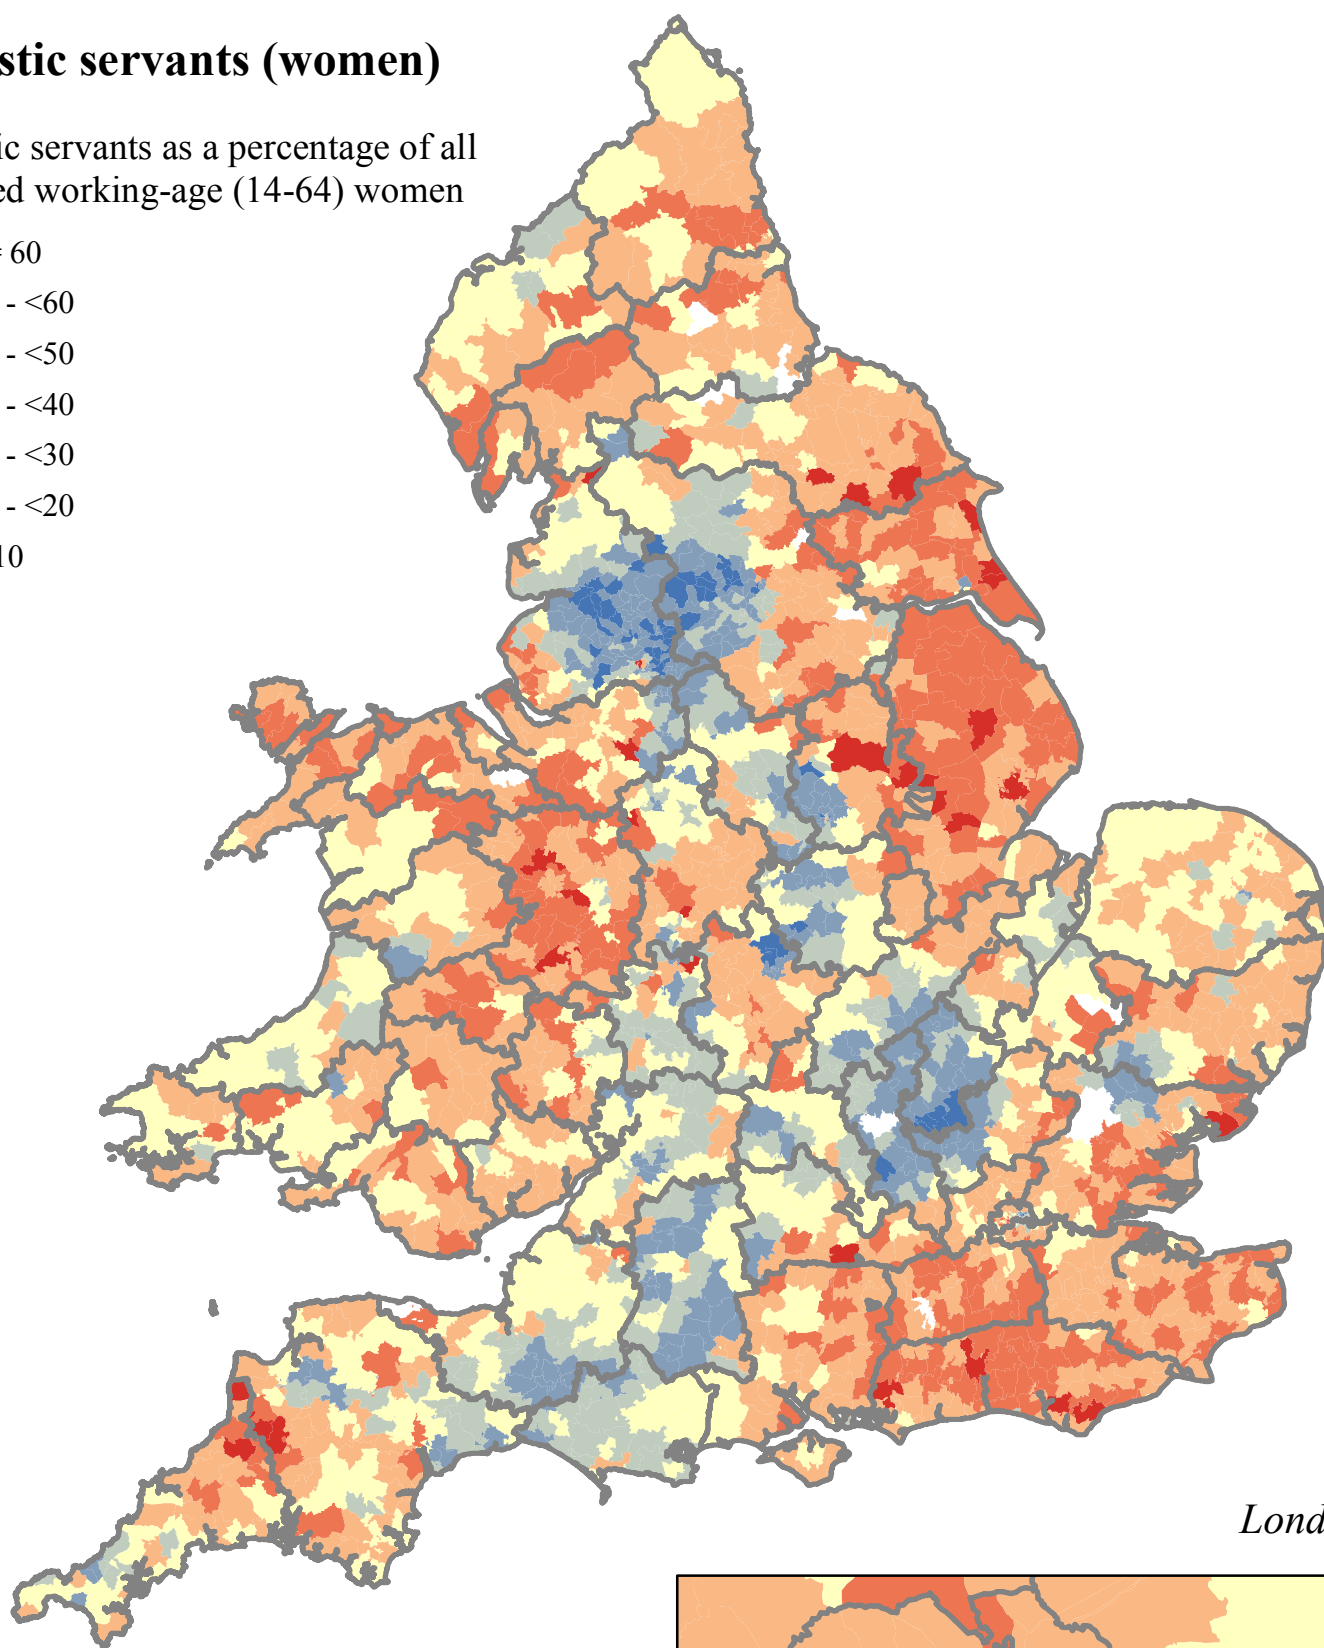 stic servants (women)
ic servants as a percentage of all
ed working-age (14-64) women
60
- <60
- <50
- <40
- <30
- <20
10
Lond